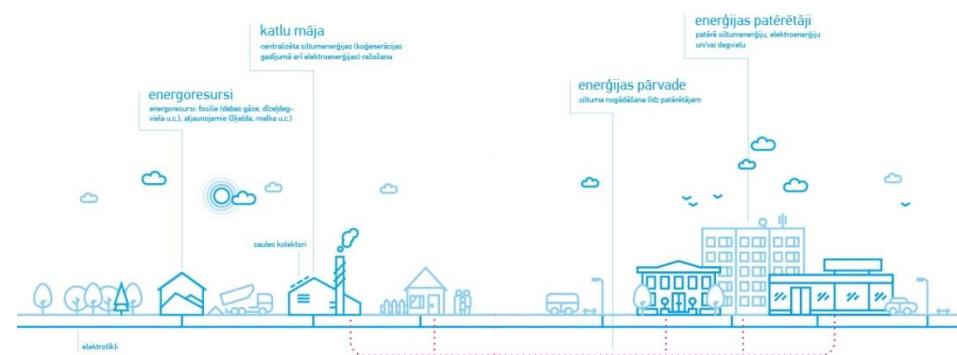 katlu māja
centralizēta siltumenerģijas (koģenerācijas
gadījumā arī elektroenerģijas) ražošana
enerģijas patērētāji
patērē siltumenerģiju, elektroenerģiju
un/vai degvielu
energoresursi
energoresursi: fosilie (dabas gāze, dīzeļdeg-
viela u.c.), atjaunojamie (šķelda, malka u.c.)
enerģijas pārvade
siltuma nogādāšana līdz patērētājam
saules kolektori
elektrotīkli